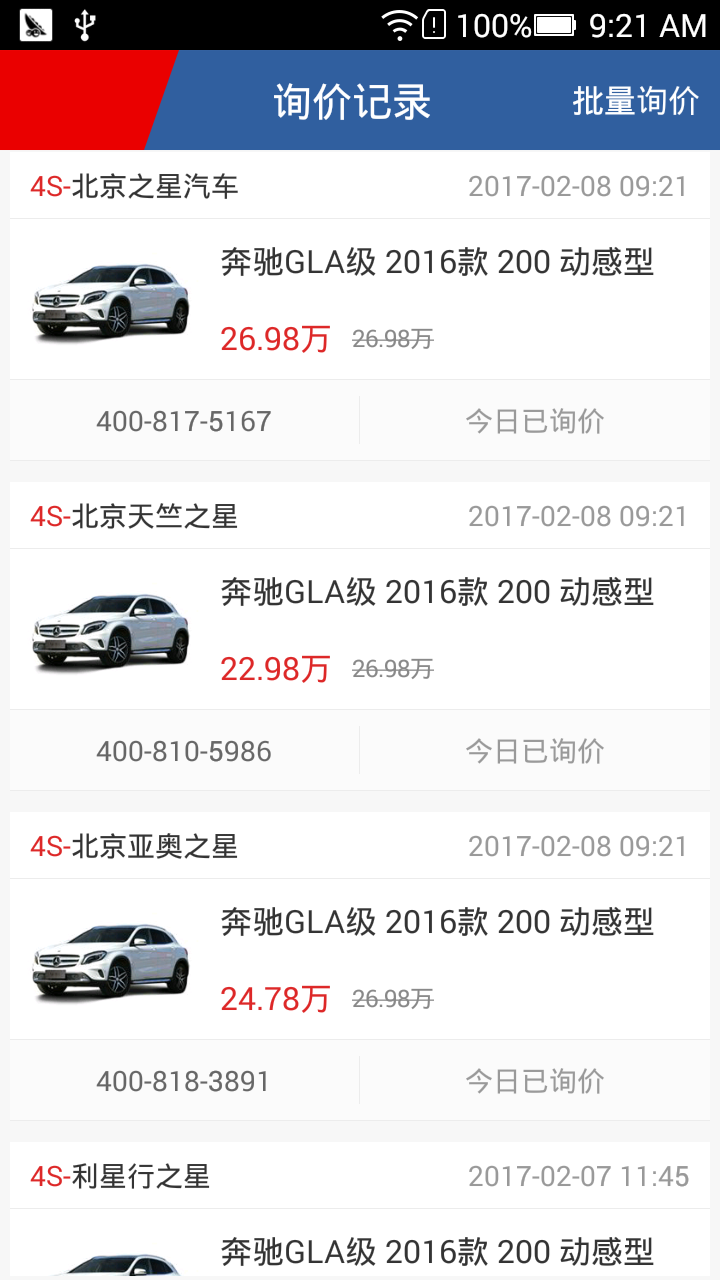 100% 9:21 AM
询价记录 批量询价
4S-北京之星汽车 2017-02-08 09:21
奔驰GLA级 2016款 200 动感型
26.98万 26.98万
400-817-5167 今日已询价
4S-北京天竺之星 2017-02-08 09:21
奔驰GLA级 2016款 200 动感型
22.98万 26.98万
400-810-5986 今日已询价
4S-北京亚奥之星 2017-02-08 09:21
奔驰GLA级 2016款 200 动感型
24.78万 26.98万
400-818-3891 今日已询价
4S-利星行之星 2017-02-07 11:45
奔驰GLA级 2016款 200 动感型